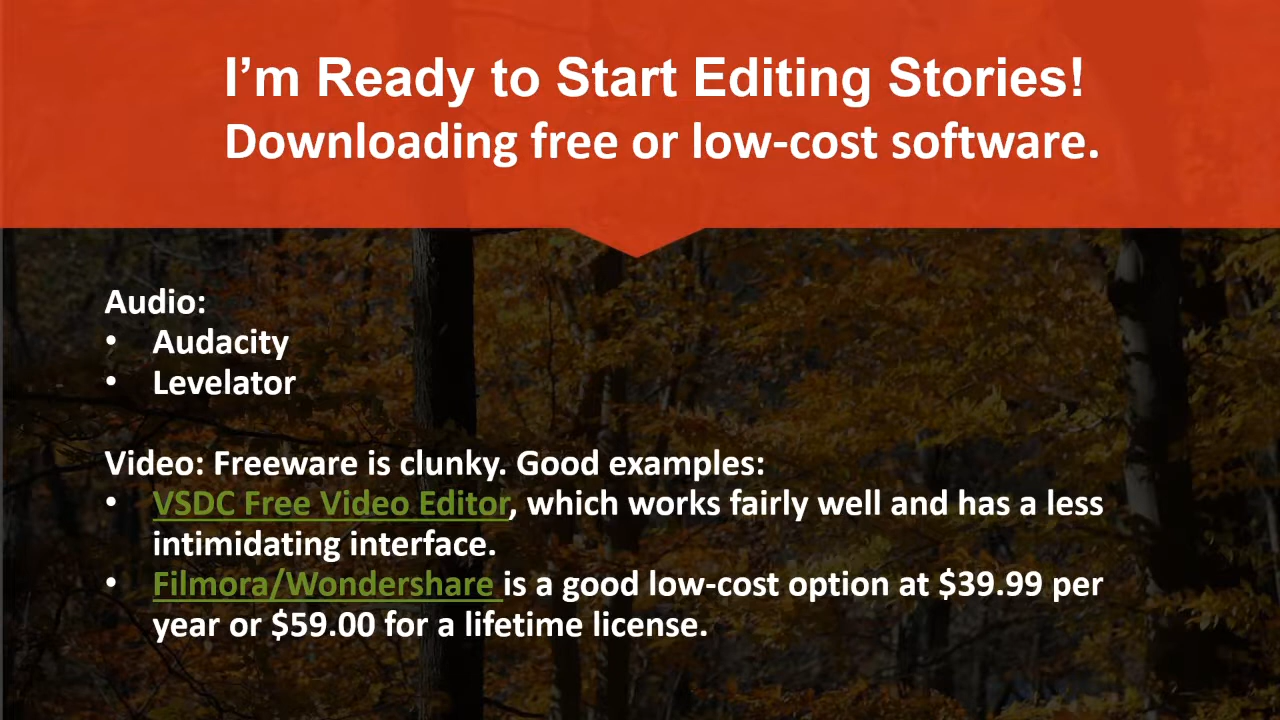 I’m Ready to Start Editing Stories!
Downloading free or low-cost software.
Audio:
• Audacity
• Levelator
Video: Freeware is clunky. Good examples:
• VSDC Free Video Editor, which works fairly well and has a less
intimidating interface.
• Filmora/Wondershare is a good low-cost option at $39.99 per
year or $59.00 for a lifetime license.